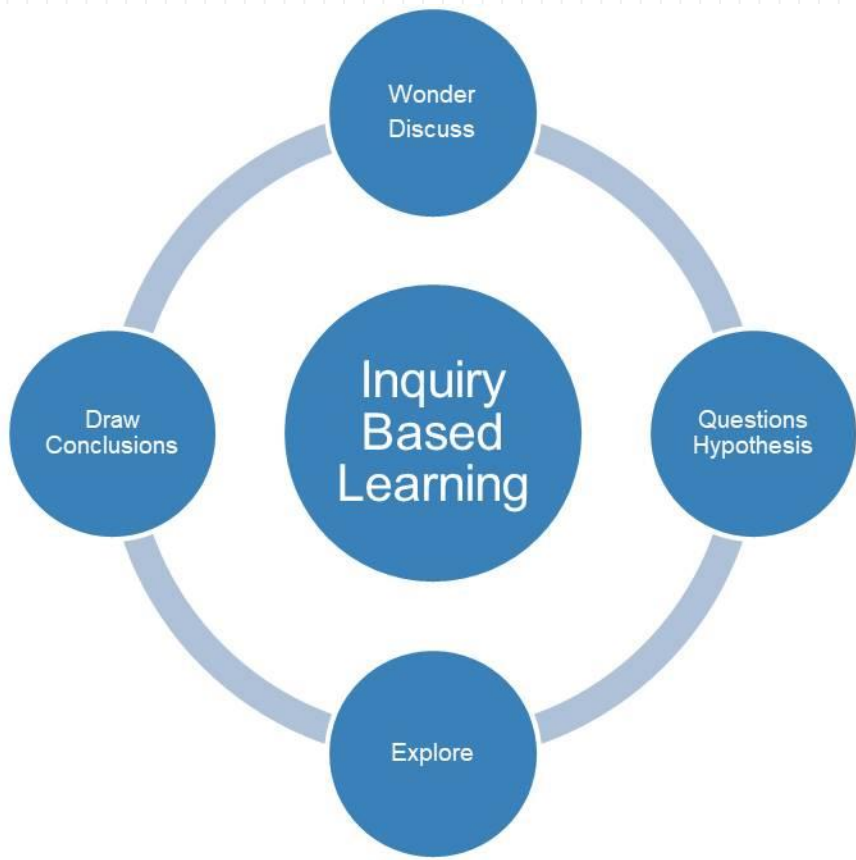 Wonder
Discuss
Inquiry
Based
Learning
Draw
Conclusions
Questions
Hypothesis
Explore